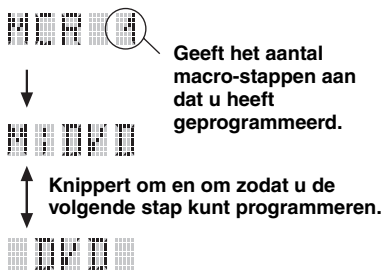 MCR 1
Geeft het aantal
macro-stappen aan
dat u heeft
geprogrammeerd.
M:DVD
Knippert om en om zodat u de
volgende stap kunt programmeren.
DVD